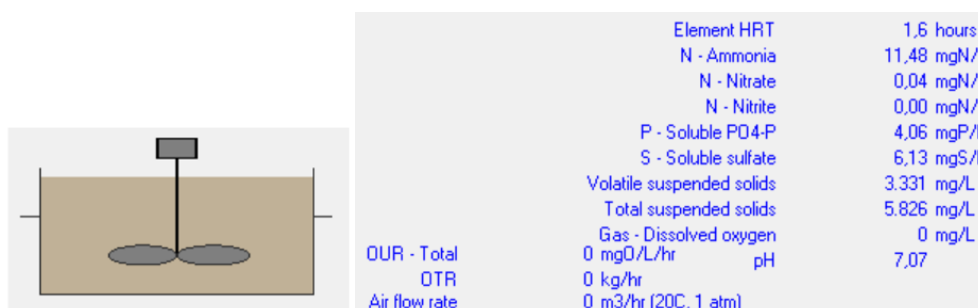 Element HRT 1,6 hours
N - Ammonia 11,48 mgN/
N - Nitrate 0,04 mgN/
N - Nitrite 0,00 mgN/
P - Soluble PO4-P 4,06 mgP/l
S - Soluble sulfate 6,13 mgS/l
Volatile suspended solids 3.331 mg/L
Total suspended solids 5.826 mg/L
Gas - Dissolved oxygen 0 mg/L
OUR - Total 0 mgO/L/hr pH 7,07
OTR 0 kg/hr
Air flow rate 0 m3/hr (20C, 1 atm)